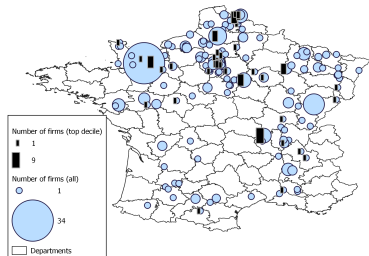 Number of firms (top decile)
1
9
Number of firms (all)
1
34
Departments